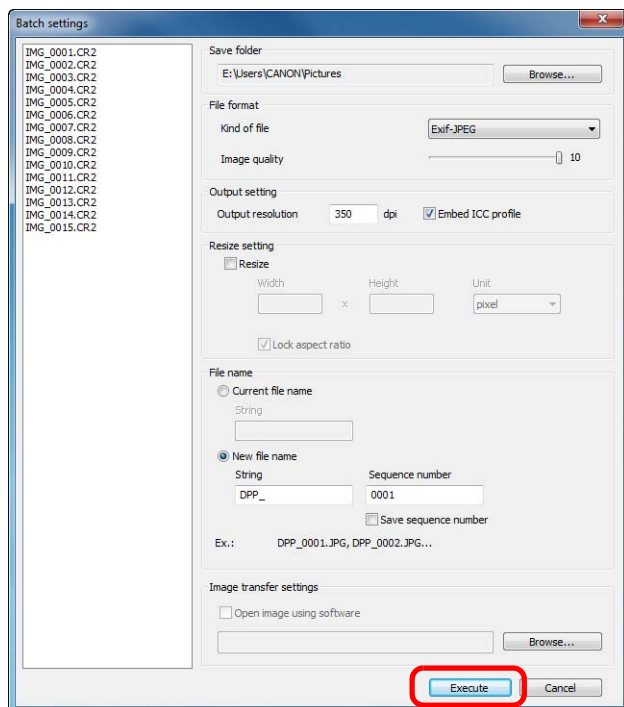 Batch settings
IMG_0001.CR2
IMG_0002.CR2
IMG_0003.CR2
IMG_0004.CR2
IMG_0005.CR2
IMG_0006.CR2
IMG_0007.CR2
IMG_0008.CR2
IMG_0009.CR2
IMG_0010.CR2
IMG_0011.CR2
IMG_0012.CR2
IMG_0013.CR2
IMG_0014.CR2
IMG_0015.CR2
Save folder
E:\Users\CANON\Pictures Browse...
File format
Kind of file Exif-JPEG
Image quality 10
Output setting
Output resolution 350 dpi Embed ICC profile
Resize setting
Resize
Width Height Unit
x pixel
Lock aspect ratio
File name
Current file name
String
New file name
String Sequence number
DPP_ 0001
Save sequence number
Ex.: DPP_0001.JPG, DPP_0002.JPG...
Image transfer settings
Open image using software
Browse...
Execute Cancel